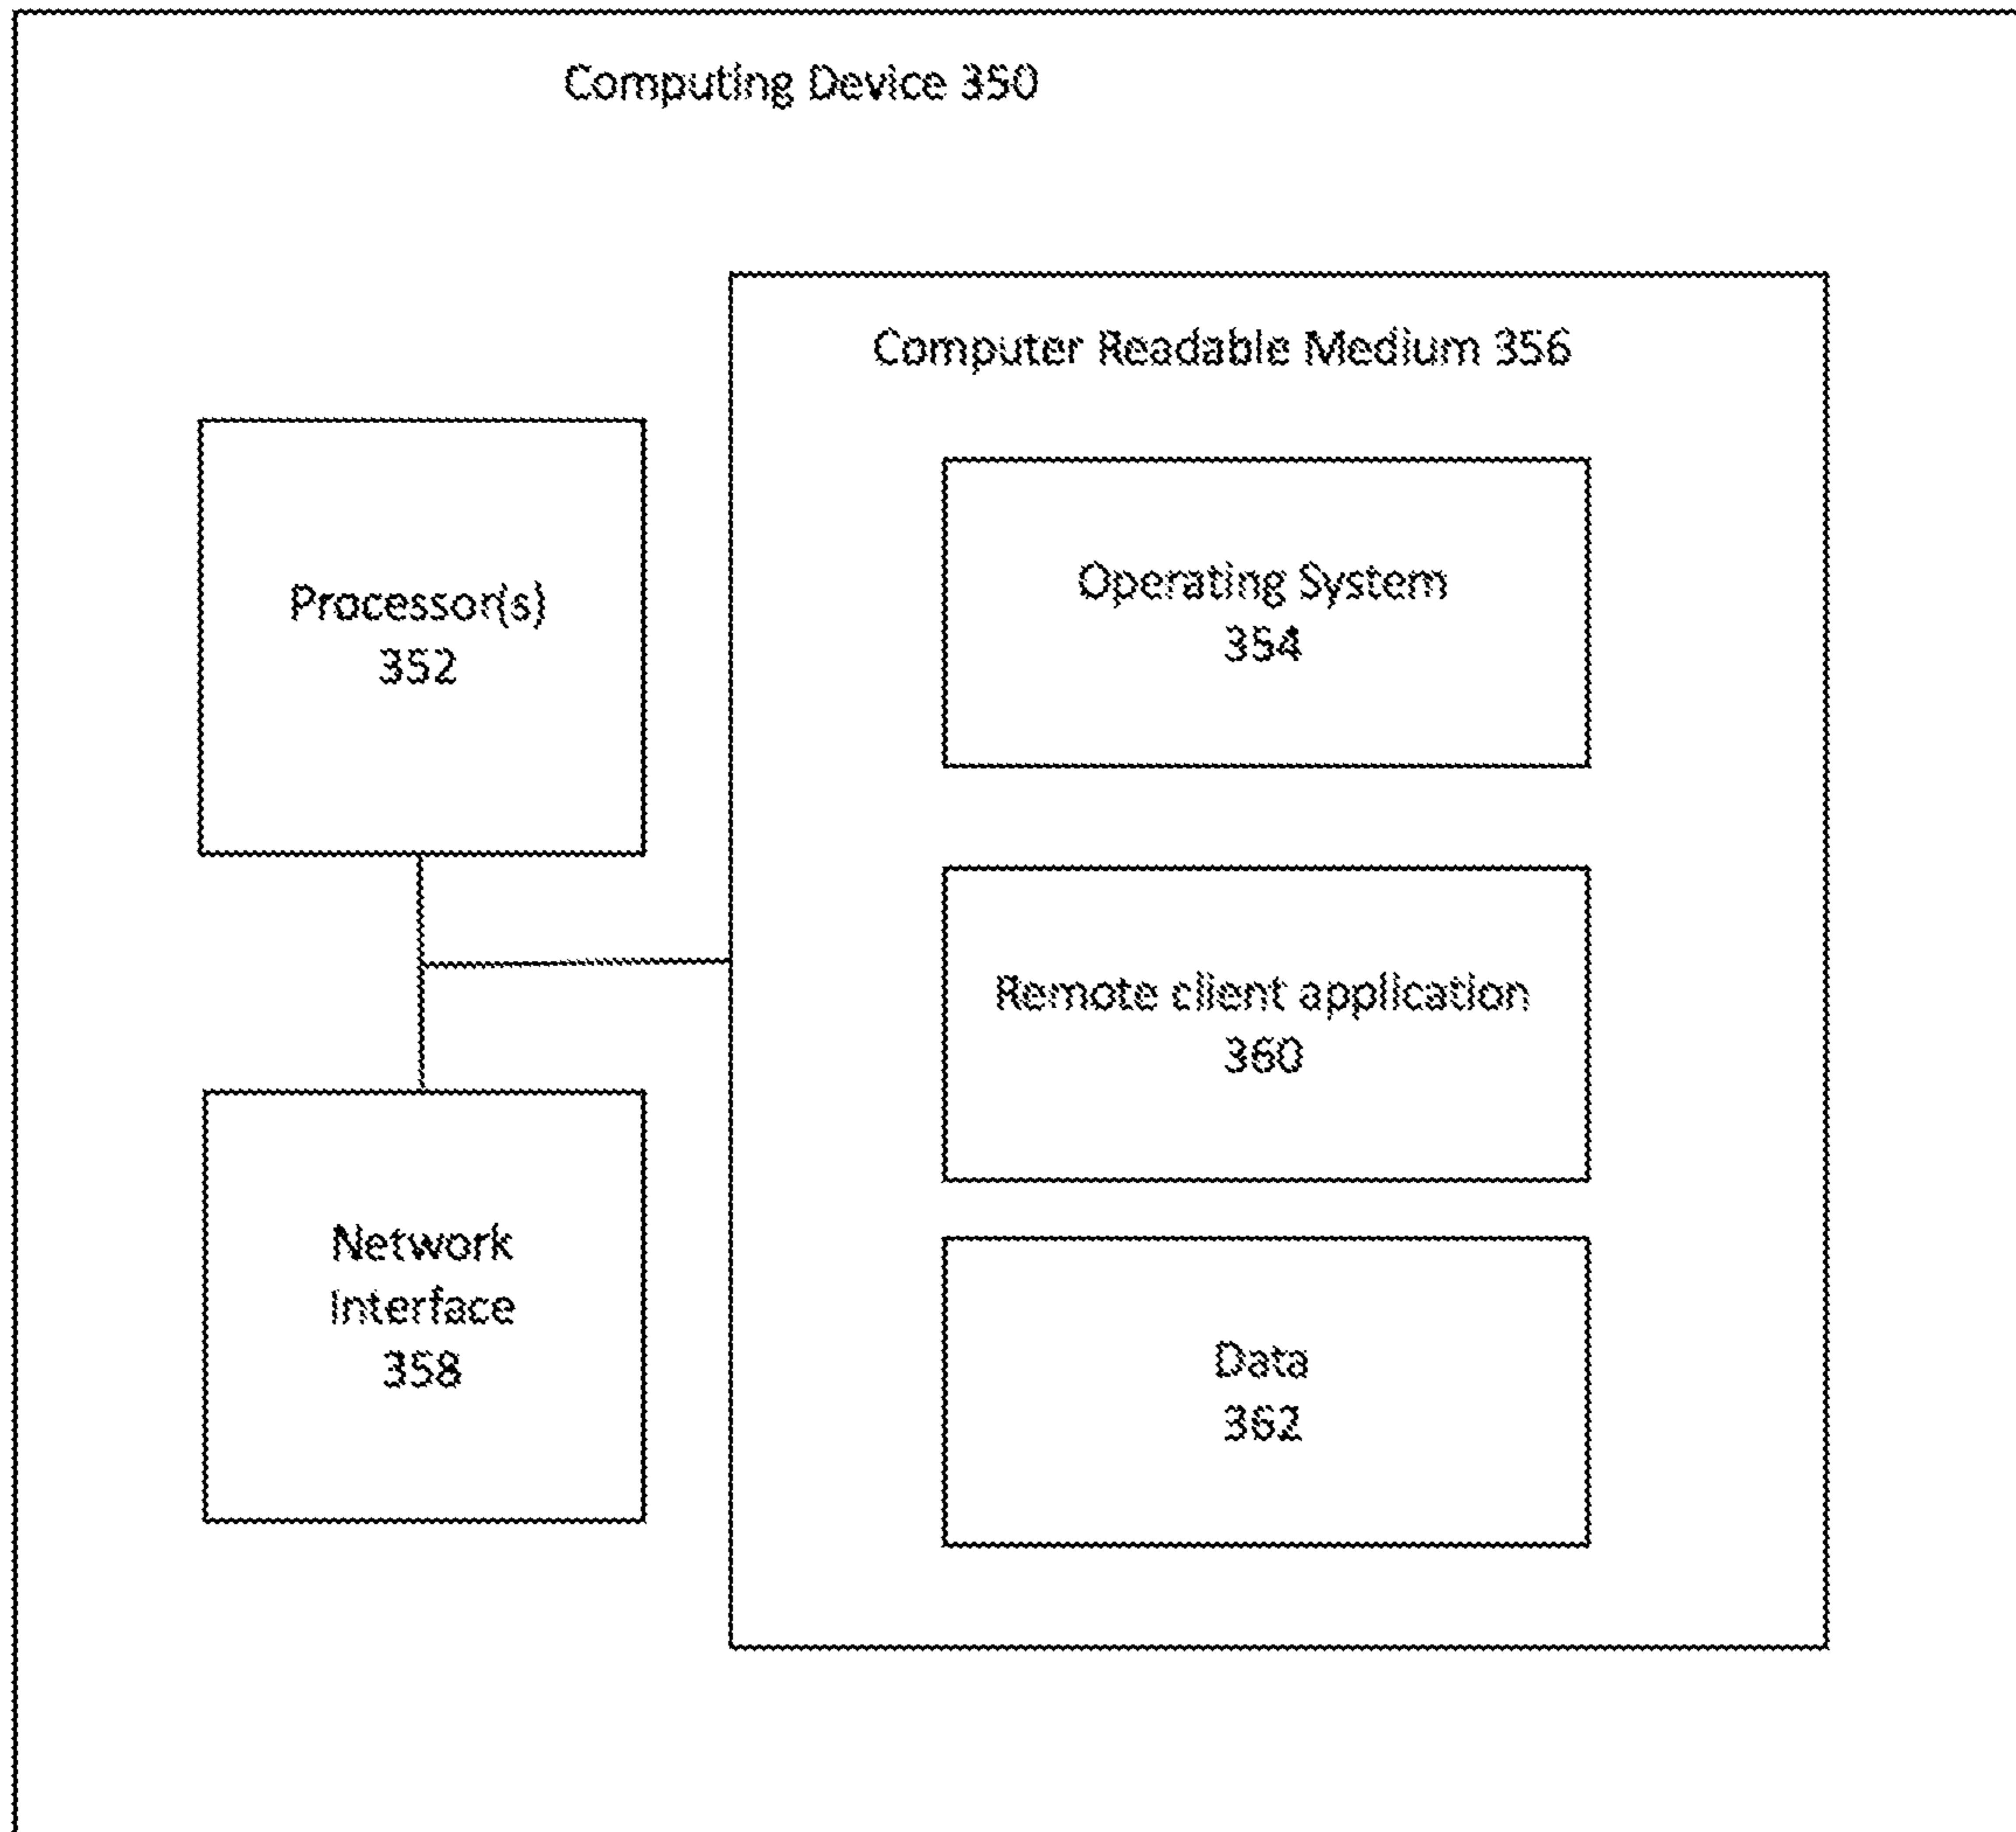 Computing Device 350
Computer Readable Medium 356
Processor(s)
352
Operating System
354
Remote client application
360
Network
Interface
358
Data
362